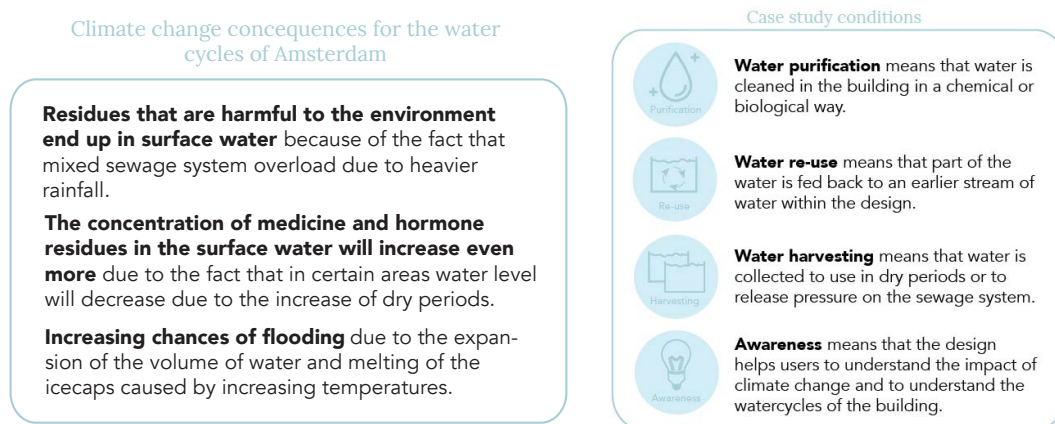 Climate change concequences for the water
cycles of Amsterdam
Residues that are harmful to the environment
end up in surface water because of the fact that
mixed sewage system overload due to heavier
rainfall.
The concentration of medicine and hormone
residues in the surface water will increase even
more due to the fact that in certain areas water level
will decrease due to the increase of dry periods.
Increasing chances of flooding due to the expan-
sion of the volume of water and melting of the
icecaps caused by increasing temperatures.
Case study conditions
Purification
Water purification means that water is
cleaned in the building in a chemical or
biological way.
Re-use
Water re-use means that part of the
water is fed back to an earlier stream of
water within the design.
Harvesting
Water harvesting means that water is
collected to use in dry periods or to
release pressure on the sewage system.
Awareness
Awareness means that the design
helps users to understand the impact of
climate change and to understand the
watercycles of the building.